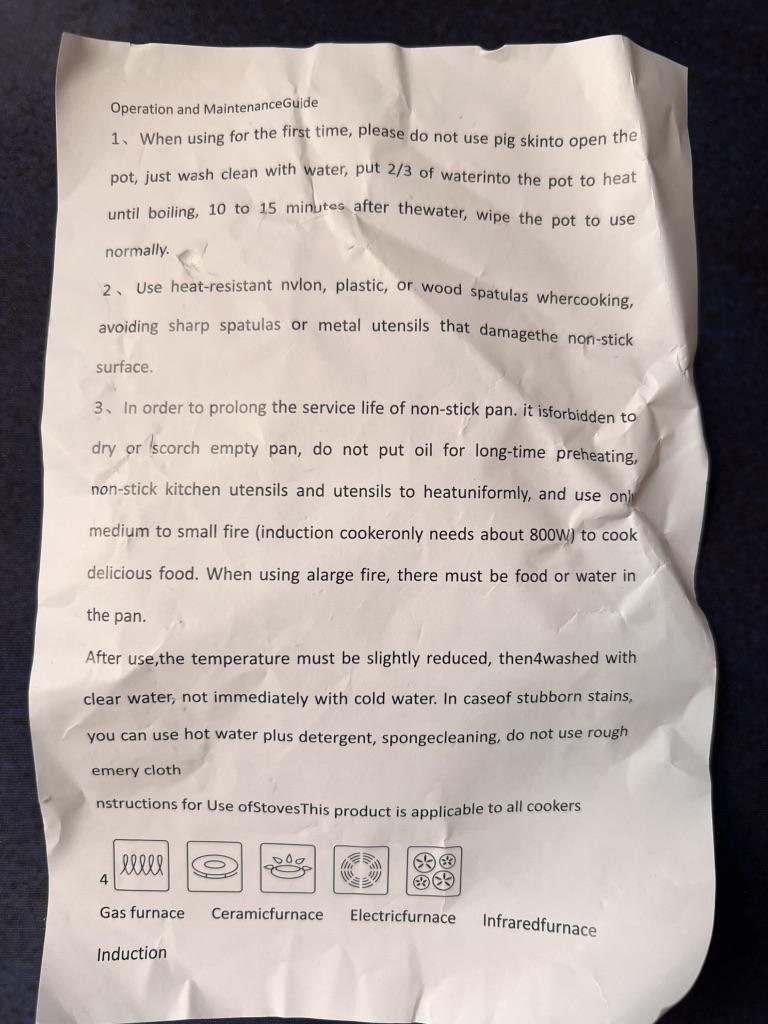 Operation and MaintenanceGuide
1、 When using for the first time, please do not use pig skinto open the
pot, just wash clean with water, put 2/3 of waterinto the pot to heat
until boiling, 10 to 15 minutes after thewater, wipe the pot to use
normally.
2、 Use heat-resistant nvlon, plastic, or wood spatulas whercooking,
avoiding sharp spatulas or metal utensils that damagethe non-stick
surface.
3、 In order to prolong the service life of non-stick pan. it isforbidden to
dry or scorch empty pan, do not put oil for long-time preheating,
non-stick kitchen utensils and utensils to heatuniformly, and use only
medium to small fire (induction cookeronly needs about 800W) to cook
delicious food. When using alarge fire, there must be food or water in
the pan.
After use,the temperature must be slightly reduced, then4washed with
clear water, not immediately with cold water. In caseof stubborn stains,
you can use hot water plus detergent, spongecleaning, do not use rough
emery cloth
nstructions for Use ofStovesThis product is applicable to all cookers
4
Gas furnace Ceramicfurnace Electricfurnace Infraredfurnace
Induction